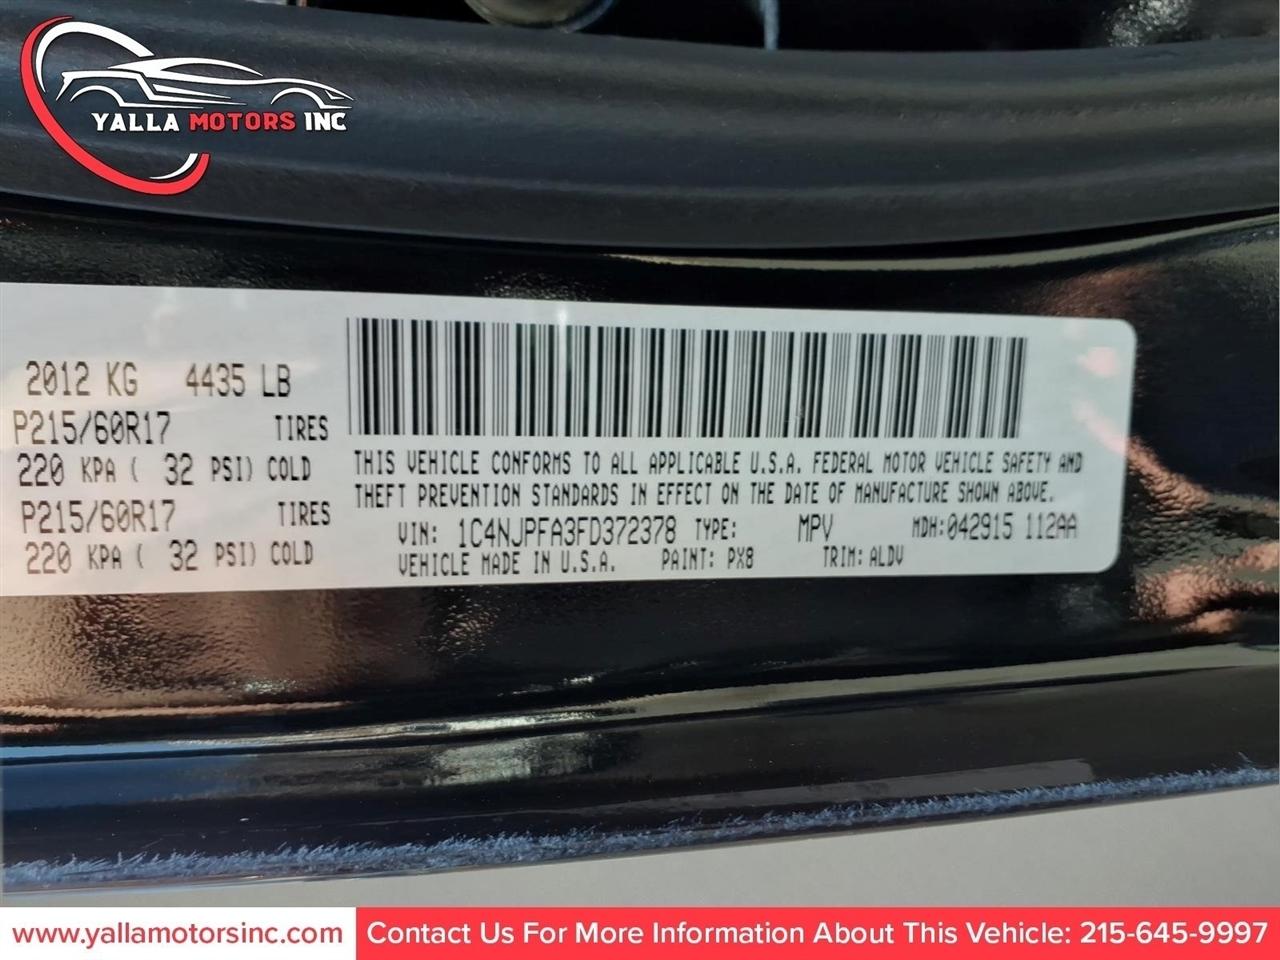 YALLA MOTORS INC
2012 KG 4435 LB
P215/60R17 TIRES
220 KPA ( 32 PSI) COLD
P215/60R17 TIRES
220 KPA ( 32 PSI) COLD
THIS VEHICLE CONFORMS TO ALL APPLICABLE U.S.A. FEDERAL MOTOR VEHICLE SAFETY AND
THEFT PREVENTION STANDARDS IN EFFECT ON THE DATE OF MANUFACTURE SHOWN ABOVE.
VIN: 1C4NJPFA3FD372378 TYPE: MPV MDH:042915 112AA
VEHICLE MADE IN U.S.A. PAINT: PX8 TRIM: ALDV
www.yallamotorsinc.com
Contact Us For More Information About This Vehicle: 215-645-9997